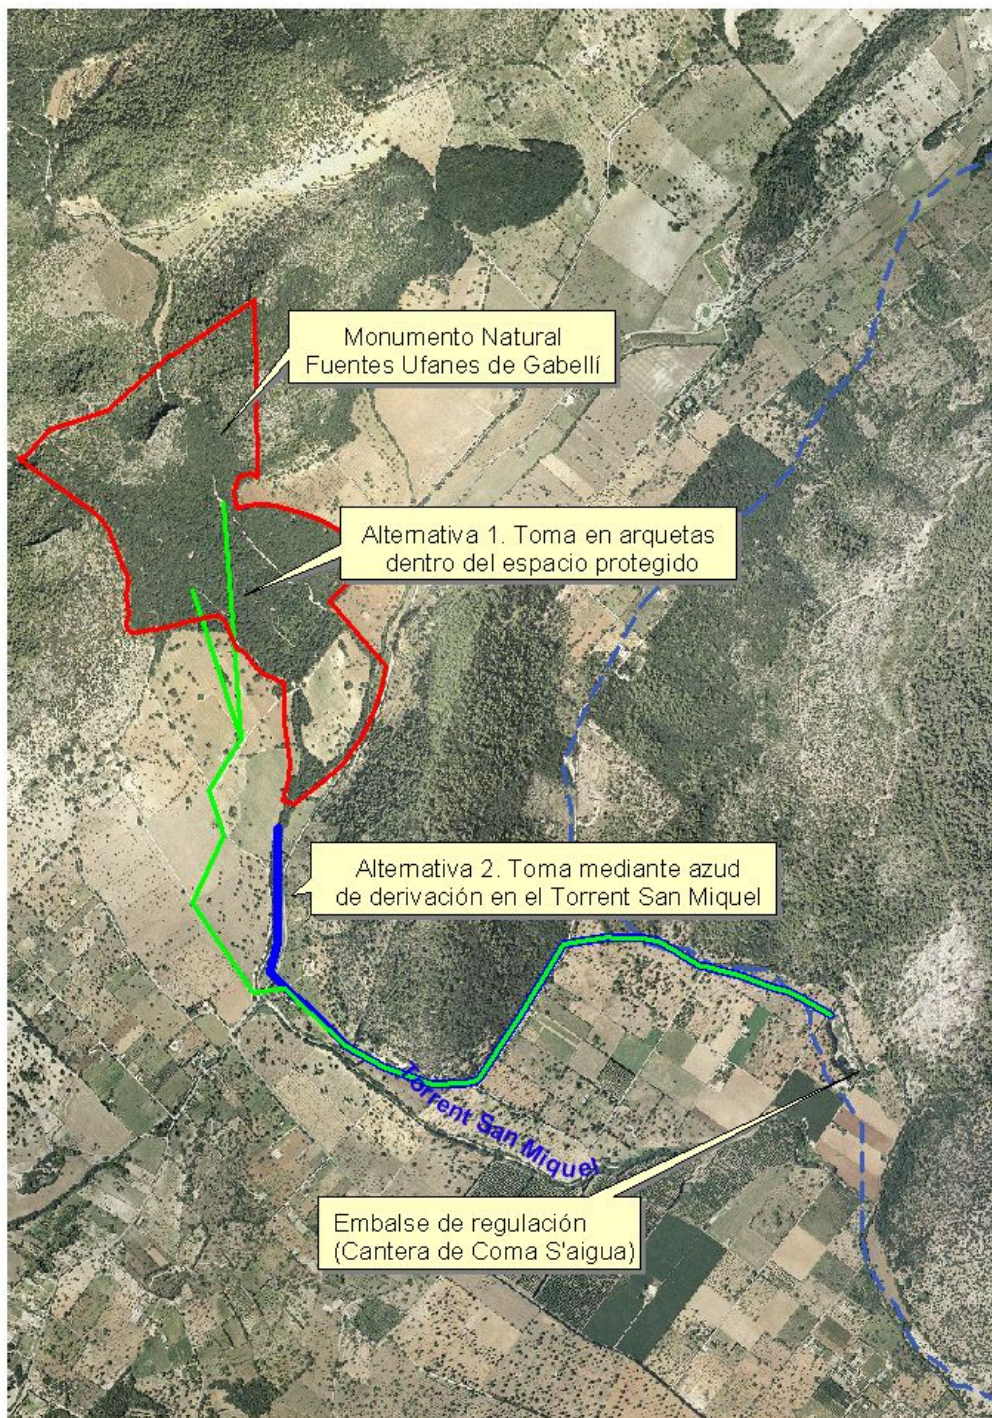 Monumento Natural
Fuentes Ufanes de Gabellí
Alternativa 1. Toma en arquetas
dentro del espacio protegido
Alternativa 2. Toma mediante azud
de derivación en el Torrent San Miquel
Torrent San Miquel
Embalse de regulación
(Cantera de Coma S'aigua)